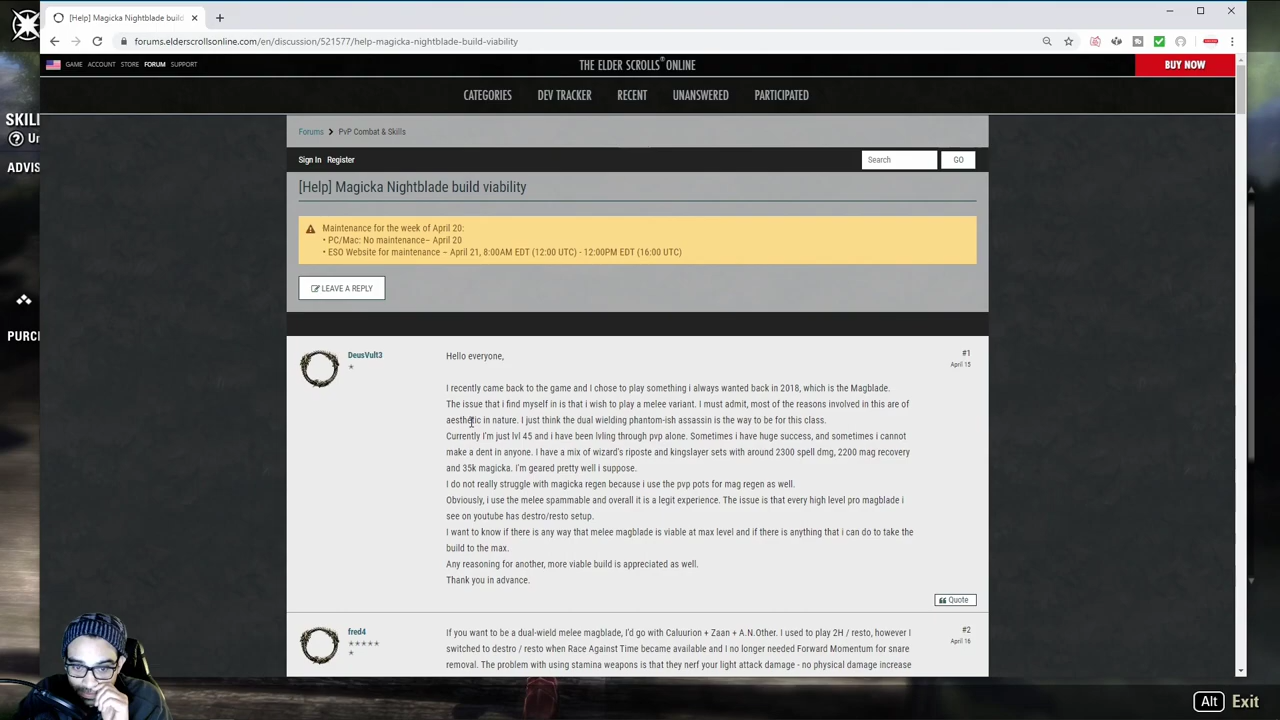 [Help] Magicka Nightblade build
forums.elderscrollsonline.com/en/discussion/521577/help-magicka-nightblade-build-viability
GAME ACCOUNT STORE FORUM SUPPORT
THE ELDER SCROLLS ONLINE
BUY NOW
CATEGORIES DEV TRACKER RECENT UNANSWERED PARTICIPATED
SKIL
Un
ADVIS
PURC
Forums PvP Combat & Skills
Sign In Register
Search GO
[Help] Magicka Nightblade build viability
Maintenance for the week of April 20:
• PC/Mac: No maintenance– April 20
• ESO Website for maintenance – April 21, 8:00AM EDT (12:00 UTC) - 12:00PM EDT (16:00 UTC)
LEAVE A REPLY
DeusVult3
*
#1
April 15
Hello everyone,
I recently came back to the game and I chose to play something i always wanted back in 2018, which is the Magblade.
The issue that i find myself in is that i wish to play a melee variant. I must admit, most of the reasons involved in this are of
aesthetic in nature. I just think the dual wielding phantom-ish assassin is the way to be for this class.
Currently I'm just lvl 45 and i have been lvling through pvp alone. Sometimes i have huge success, and sometimes i cannot
make a dent in anyone. I have a mix of wizard's riposte and kingslayer sets with around 2300 spell dmg, 2200 mag recovery
and 35k magicka. I'm geared pretty well i suppose.
I do not really struggle with magicka regen because i use the pvp pots for mag regen as well.
Obviously, i use the melee spammable and overall it is a legit experience. The issue is that every high level pro magblade i
see on youtube has destro/resto setup.
I want to know if there is any way that melee magblade is viable at max level and if there is anything that i can do to take the
build to the max.
Any reasoning for another, more viable build is appreciated as well.
Thank you in advance.
Quote
fred4
*****
*
#2
April 16
If you want to be a dual-wield melee magblade, I'd go with Caluurion + Zaan + A.N.Other. I used to play 2H / resto, however I
switched to destro / resto when Race Against Time became available and I no longer needed Forward Momentum for snare
removal. The problem with using stamina weapons is that they nerf your light attack damage - no physical damage increase
Alt Exit